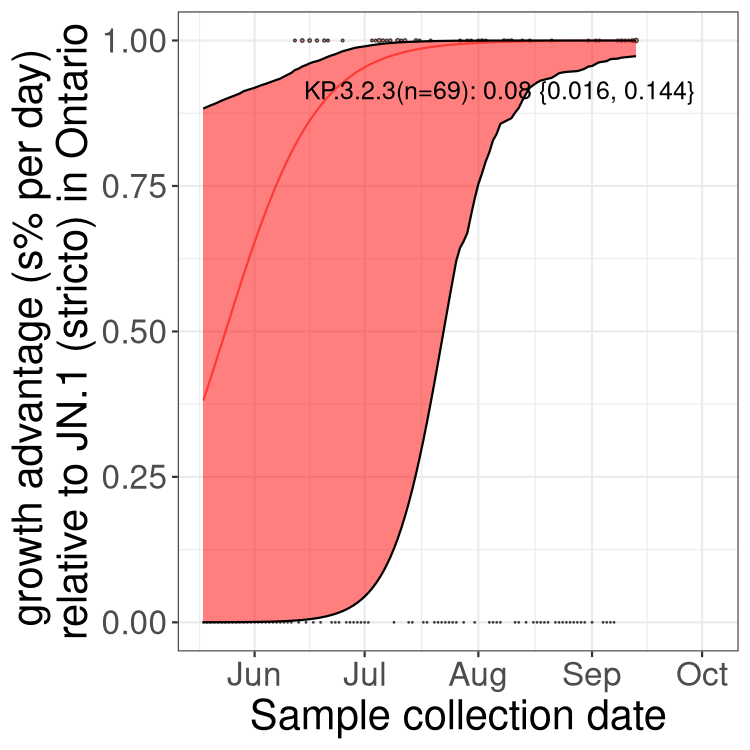 growth advantage (s% per day)
relative to JN.1 (stricto) in Ontario
1.00
0.75
0.50
0.25
0.00
KP.3.2.3(n=69): 0.08 {0.016, 0.144}
Jun Jul Aug Sep Oct
Sample collection date